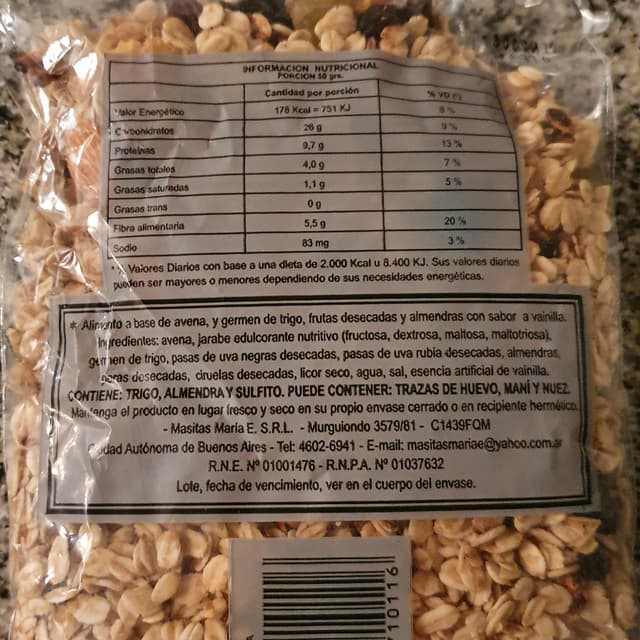 INFORMACION NUTRICIONAL
PORCION 50 grs.
Cantidad por porción % VD (*)
Valor Energético 178 Kcal = 751 KJ 8 %
Carbohidratos 26 g 9 %
Proteínas 9,7 g 13 %
Grasas totales 4,0 g 7 %
Grasas saturadas 1,1 g 5 %
Grasas trans 0 g
Fibra alimentaria 5,5 g 20 %
Sodio 83 mg 3 %
Valores Diarios con base a una dieta de 2.000 Kcal u 8.400 KJ. Sus valores diarios
pueden ser mayores o menores dependiendo de sus necesidades energéticas.
* Alimento a base de avena, y germen de trigo, frutas desecadas y almendras con sabor a vainilla.
Ingredientes: avena, jarabe edulcorante nutritivo (fructosa, dextrosa, maltosa, maltotriosa),
germen de trigo, pasas de uva negras desecadas, pasas de uva rubia desecadas, almendras,
peras desecadas, ciruelas desecadas, licor seco, agua, sal, esencia artificial de vainilla.
CONTIENE: TRIGO, ALMENDRA Y SULFITO. PUEDE CONTENER: TRAZAS DE HUEVO, MANÍ Y NUEZ.
Mantenga el producto en lugar fresco y seco en su propio envase cerrado o en recipiente hermético.
- Masitas María E. S.R.L. - Murguiondo 3579/81 - C1439FQM
Ciudad Autónoma de Buenos Aires - Tel: 4602-6941 - E-mail: masitasmariae@yahoo.com.ar
R.N.E. Nº 01001476 - R.N.P.A. Nº 01037632
Lote, fecha de vencimiento, ver en el cuerpo del envase.
710116